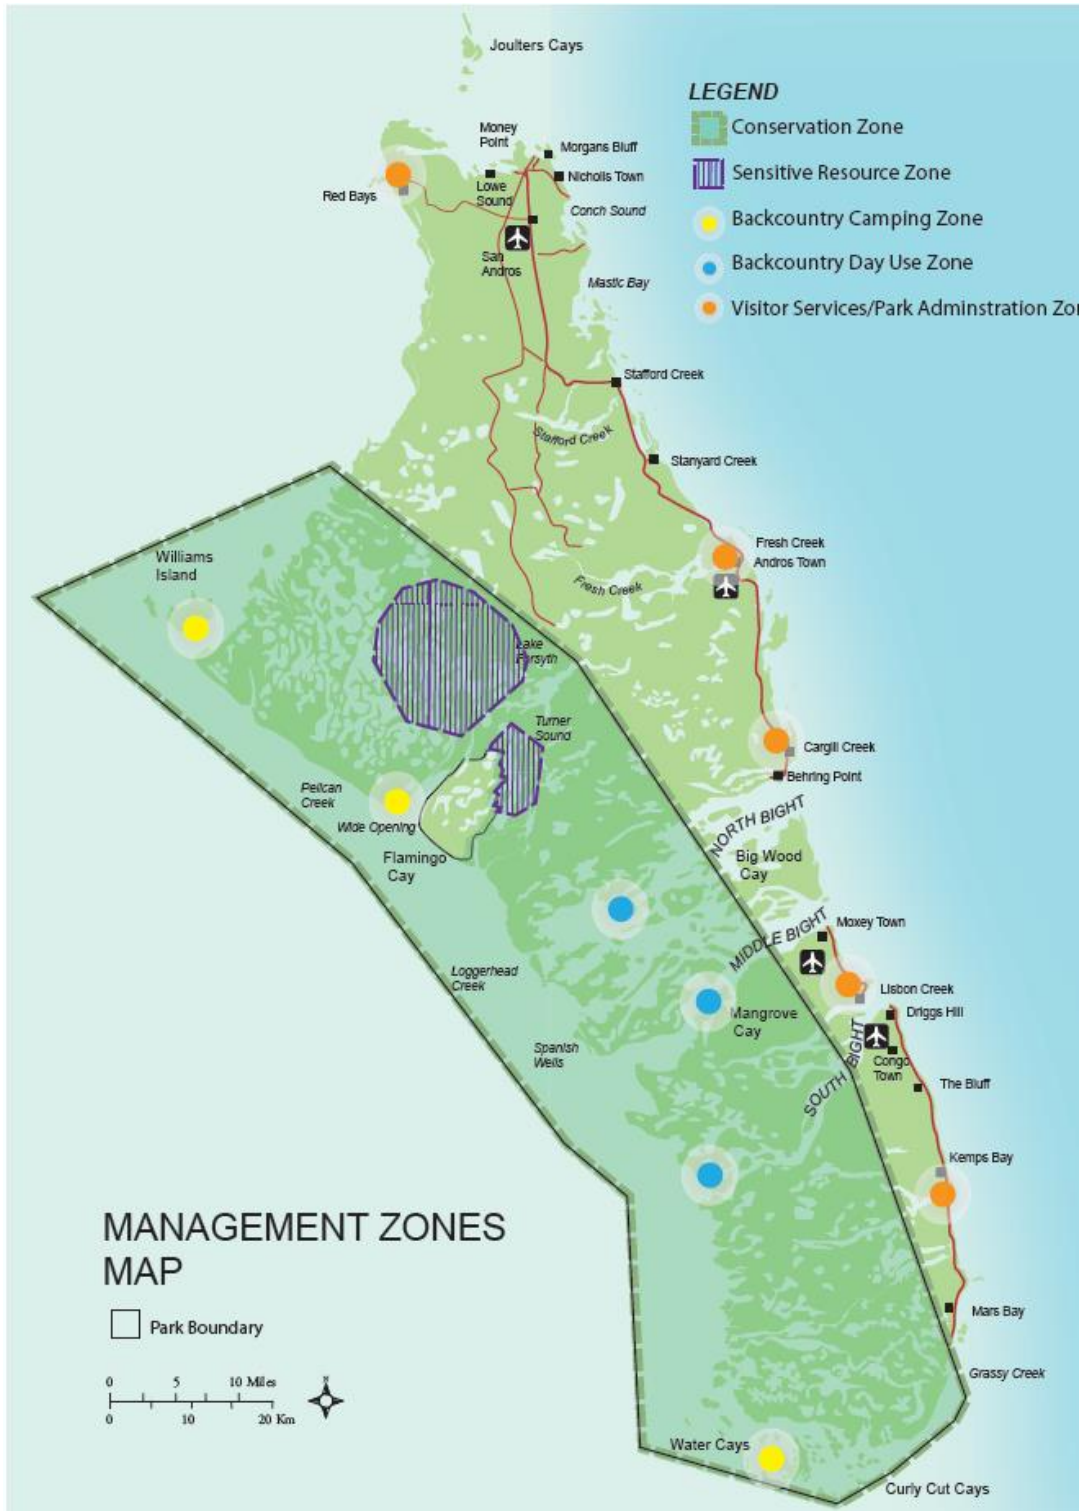 Joulters Cays
LEGEND
Conservation Zone
Sensitive Resource Zone
Backcountry Camping Zone
Backcountry Day Use Zone
Visitor Services/Park Adminstration Zon
Money
Point
Morgans Bluff
Nicholls Town
Lowe
Sound
Red Bays
Conch Sound
San
Andros
Mastic Bay
Stafford Creek
Stafford Creek
Stanyard Creek
Fresh Creek
Andros Town
Fresh Creek
Williams
Island
Lake
Forsyth
Turner
Sound
Cargill Creek
Behring Point
Pelican
Creek
Wide Opening
Flamingo
Cay
NORTH BIGHT
Big Wood
Cay
Moxey Town
MIDDLE BIGHT
Loggerhead
Creek
Lisbon Creek
Driggs Hill
Mangrove
Cay
Spanish
Wells
SOUTH BIGHT
Congo
Town
The Bluff
Kemps Bay
MANAGEMENT ZONES
MAP
Park Boundary
Mars Bay
Grassy Creek
0 5 10 Miles
0 10 20 Km
N
Water Cays
Curly Cut Cays